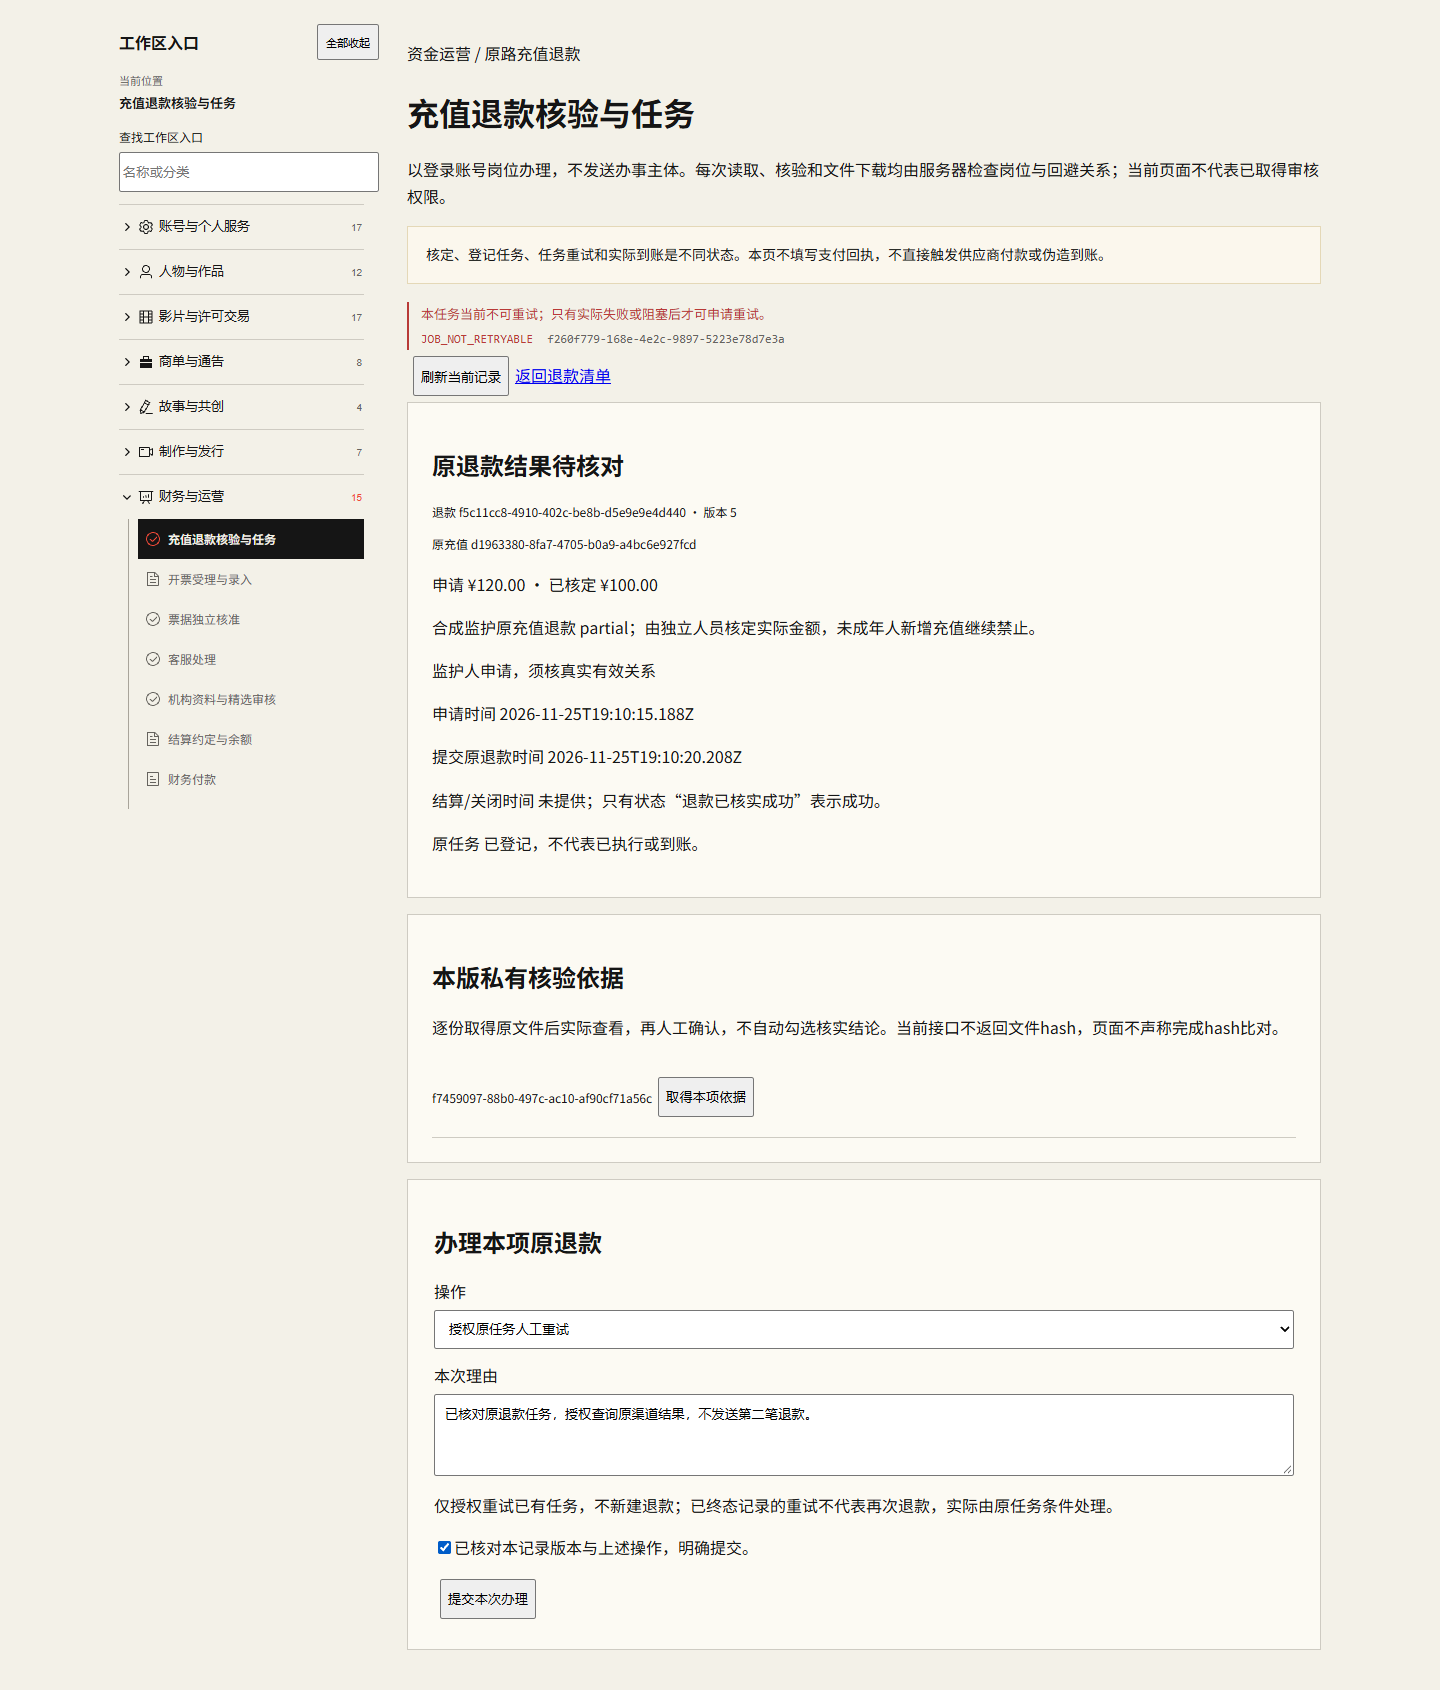 工作区入口
全部收起
当前位置
充值退款核验与任务
查找工作区入口
名称或分类
账号与个人服务 17
人物与作品 12
影片与许可交易 17
商单与通告 8
故事与共创 4
制作与发行 7
财务与运营 15
充值退款核验与任务
开票受理与录入
票据独立核准
客服处理
机构资料与精选审核
结算约定与余额
财务付款
资金运营 / 原路充值退款
充值退款核验与任务
以登录账号岗位办理，不发送办事主体。每次读取、核验和文件下载均由服务器检查岗位与回避关系；当前页面不代表已取得审核
权限。
核定、登记任务、任务重试和实际到账是不同状态。本页不填写支付回执，不直接触发供应商付款或伪造到账。
本任务当前不可重试；只有实际失败或阻塞后才可申请重试。
JOB_NOT_RETRYABLE f260f779-168e-4e2c-9897-5223e78d7e3a
刷新当前记录 返回退款清单
原退款结果待核对
退款 f5c11cc8-4910-402c-be8b-d5e9e9e4d440 · 版本 5
原充值 d1963380-8fa7-4705-b0a9-a4bc6e927fcd
申请 ¥120.00 · 已核定 ¥100.00
合成监护原充值退款 partial；由独立人员核定实际金额，未成年人新增充值继续禁止。
监护人申请，须核真实有效关系
申请时间 2026-11-25T19:10:15.188Z
提交原退款时间 2026-11-25T19:10:20.208Z
结算/关闭时间 未提供；只有状态“退款已核实成功”表示成功。
原任务 已登记，不代表已执行或到账。
本版私有核验依据
逐份取得原文件后实际查看，再人工确认，不自动勾选核实结论。当前接口不返回文件hash，页面不声称完成hash比对。
f7459097-88b0-497c-ac10-af90cf71a56c 取得本项依据
办理本项原退款
操作
授权原任务人工重试
本次理由
已核对原退款任务，授权查询原渠道结果，不发送第二笔退款。
仅授权重试已有任务，不新建退款；已终态记录的重试不代表再次退款，实际由原任务条件处理。
已核对本记录版本与上述操作，明确提交。
提交本次办理